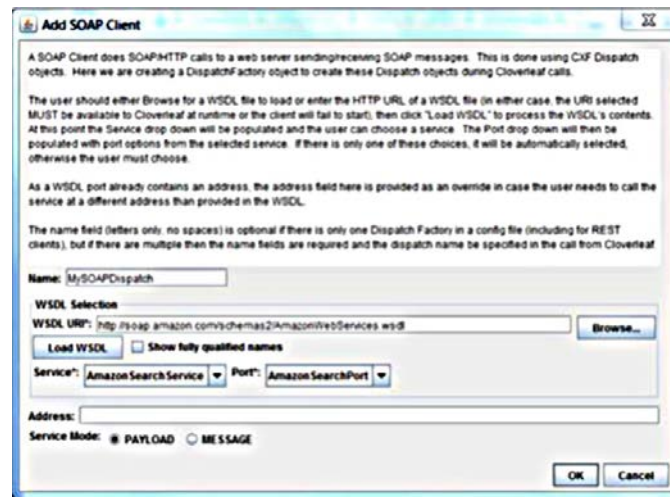 Add SOAP Client
A SOAP Client does SOAP/HTTP calls to a web server sending/receiving SOAP messages. This is done using CXF Dispatch
objects. Here we are creating a DispatchFactory object to create these Dispatch objects during Cloverleaf calls.
The user should either Browse for a WSDL file to load or enter the HTTP URL of a WSDL file (in either case, the URI selected
MUST be available to Cloverleaf at runtime or the client will fail to start), then click "Load WSDL" to process the WSDL's contents.
At this point the Service drop down will be populated and the user can choose a service. The Port drop down will then be
populated with port options from the selected service. If there is only one of these choices, it will be automatically selected,
otherwise the user must choose.
As a WSDL port already contains an address, the address field here is provided as an override in case the user needs to call the
service at a different address than provided in the WSDL.
The name field (letters only, no spaces) is optional if there is only one Dispatch Factory in a config file (including for REST
clients), but if there are multiple then the name fields are required and the dispatch name be specified in the call from Cloverleaf
Name: MySOAPDispatch
WSDL Selection
WSDL URI*: http://soap.amazon.com/schemas2/AmazonWebServices.wsdl Browse...
Load WSDL Show fully qualified names
Service*: AmazonSearchService Port*: AmazonSearchPort
Address:
Service Mode: PAYLOAD MESSAGE
OK Cancel